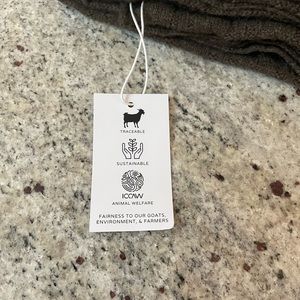 TRACEABLE
SUSTAINABLE
ICCAW
ANIMAL WELFARE
FAIRNESS TO OUR GOATS,
ENVIRONMENT, & FARMERS